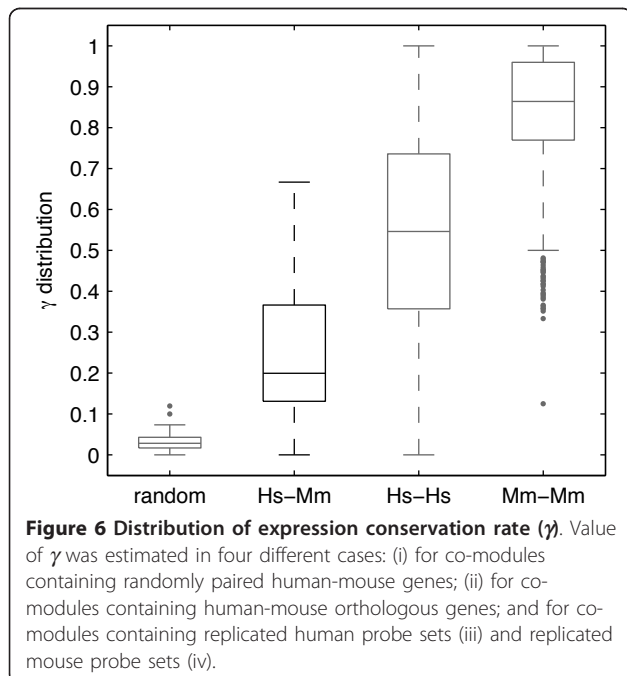 1
0.9
0.8
0.7
0.6
0.5
0.4
0.3
0.2
0.1
0
γ distribution
random Hs–Mm Hs–Hs Mm–Mm
Figure 6 Distribution of expression conservation rate (γ). Value
of γ was estimated in four different cases: (i) for co-modules
containing randomly paired human-mouse genes; (ii) for co-
modules containing human-mouse orthologous genes; and for co-
modules containing replicated human probe sets (iii) and replicated
mouse probe sets (iv).